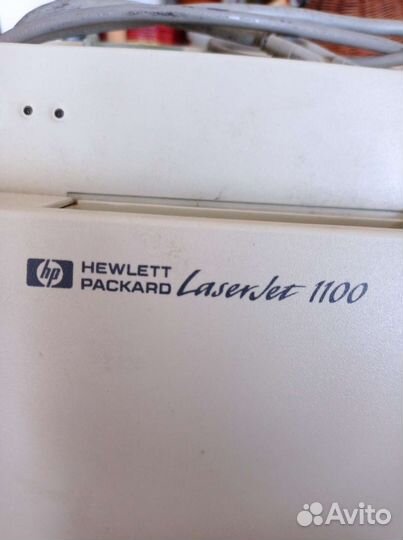 hp HEWLETT
PACKARD LaserJet 1100
Avito